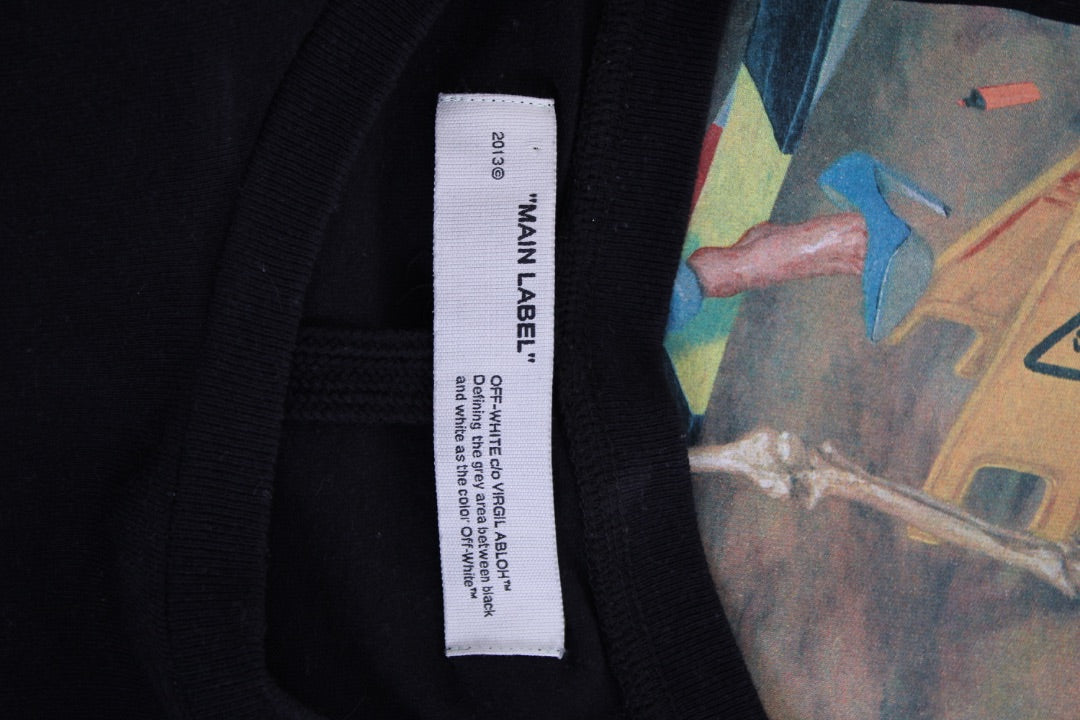 2013©
"MAIN LABEL"
OFF-WHITE c/o VIRGIL ABLOH™
Defining the grey area between black
and white as the color Off-White™